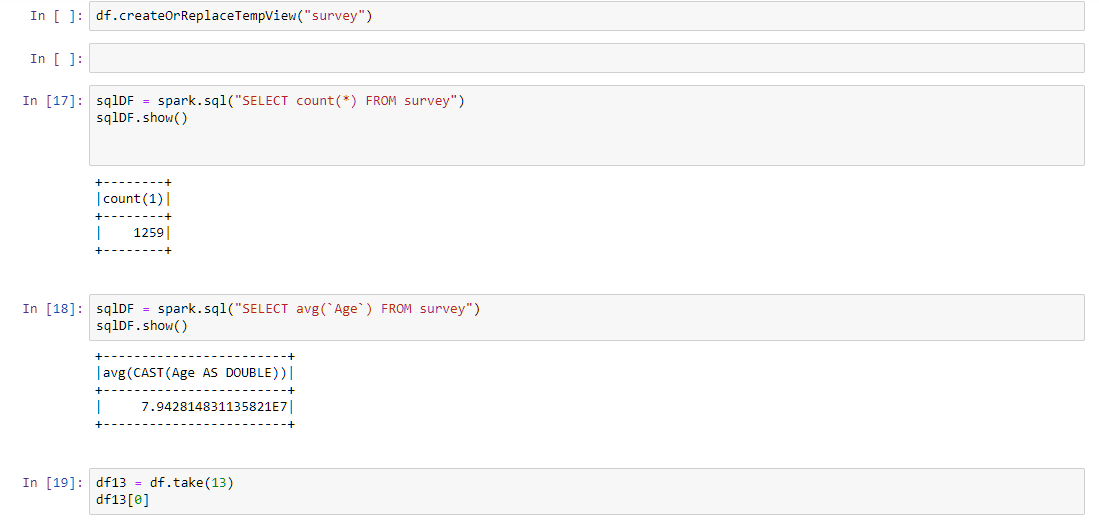 In [ ]: df.createOrReplaceTempView("survey")
In [ ]:
In [17]: sqlDF = spark.sql("SELECT count(*) FROM survey")
sqlDF.show()
+--------+
|count(1)|
+--------+
|    1259|
+--------+
In [18]: sqlDF = spark.sql("SELECT avg(`Age`) FROM survey")
sqlDF.show()
+------------------------+
|avg(CAST(Age AS DOUBLE))|
+------------------------+
|     7.942814831135821E7|
+------------------------+
In [19]: df13 = df.take(13)
df13[0]